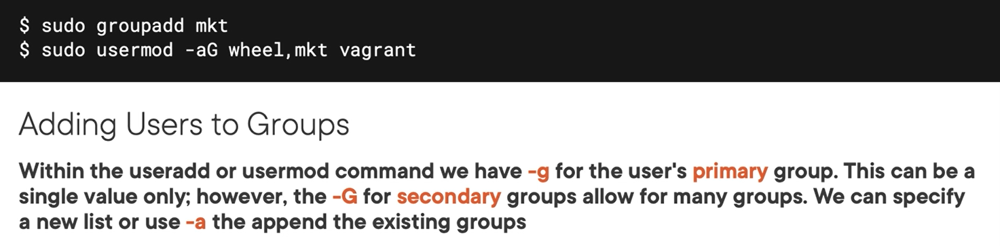 $ sudo groupadd mkt
$ sudo usermod -aG wheel,mkt vagrant
Adding Users to Groups
Within the useradd or usermod command we have -g for the user's primary group. This can be a
single value only; however, the -G for secondary groups allow for many groups. We can specify
a new list or use -a the append the existing groups